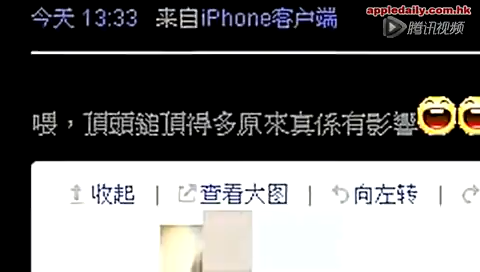 appledaily.com.hk
腾讯视频
今天 13:33 来自iPhone客户端
喂，頂頭鎚頂得多原來真係有影響
收起 | 查看大图 | 向左转 |